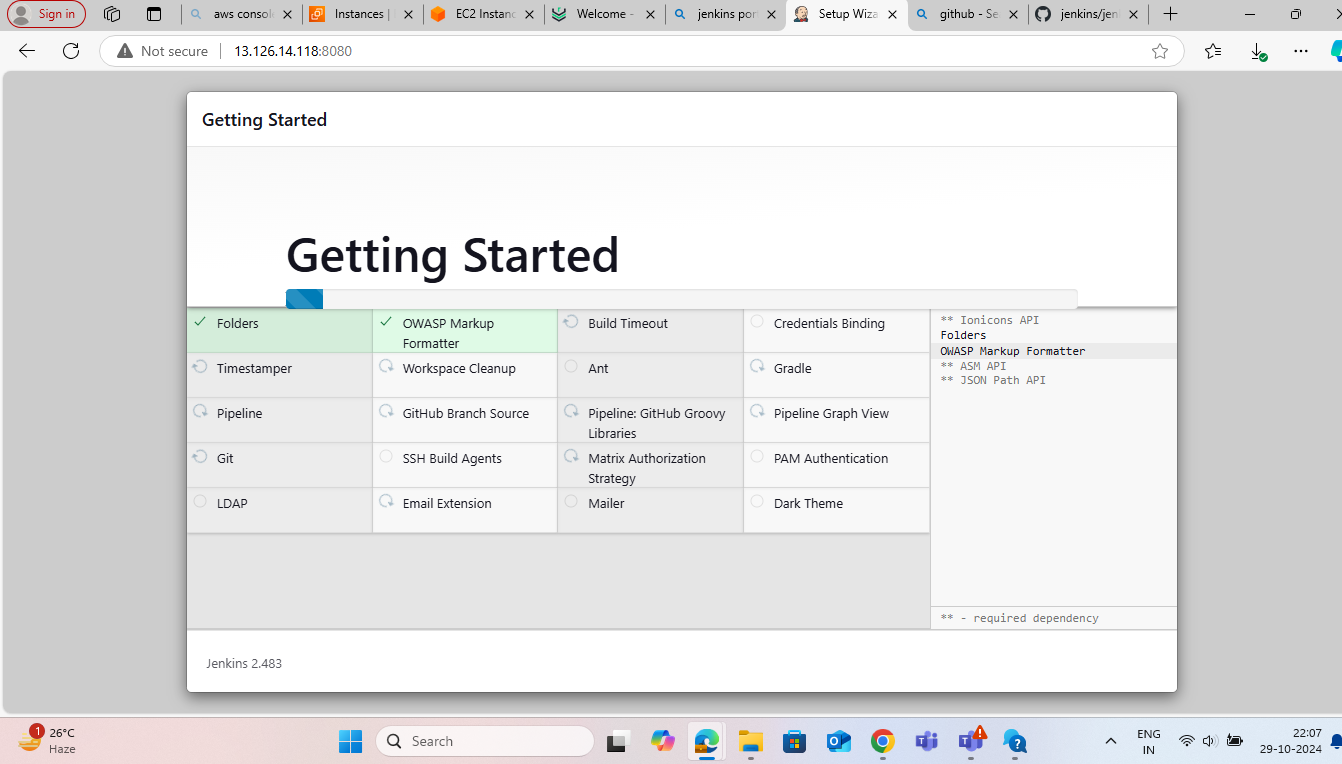 Sign in
aws consol
Instances |
EC2 Instanc
Welcome -
jenkins por
Setup Wiza
github - Se
jenkins/jen
Not secure
13.126.14.118:8080
Getting Started
Getting Started
Folders
OWASP Markup
Formatter
Build Timeout
Credentials Binding
Timestamper
Workspace Cleanup
Ant
Gradle
Pipeline
GitHub Branch Source
Pipeline: GitHub Groovy
Libraries
Pipeline Graph View
Git
SSH Build Agents
Matrix Authorization
Strategy
PAM Authentication
LDAP
Email Extension
Mailer
Dark Theme
** Ionicons API
Folders
OWASP Markup Formatter
** ASM API
** JSON Path API
** - required dependency
Jenkins 2.483
1
26°C
Haze
Search
ENG
IN
22:07
29-10-2024